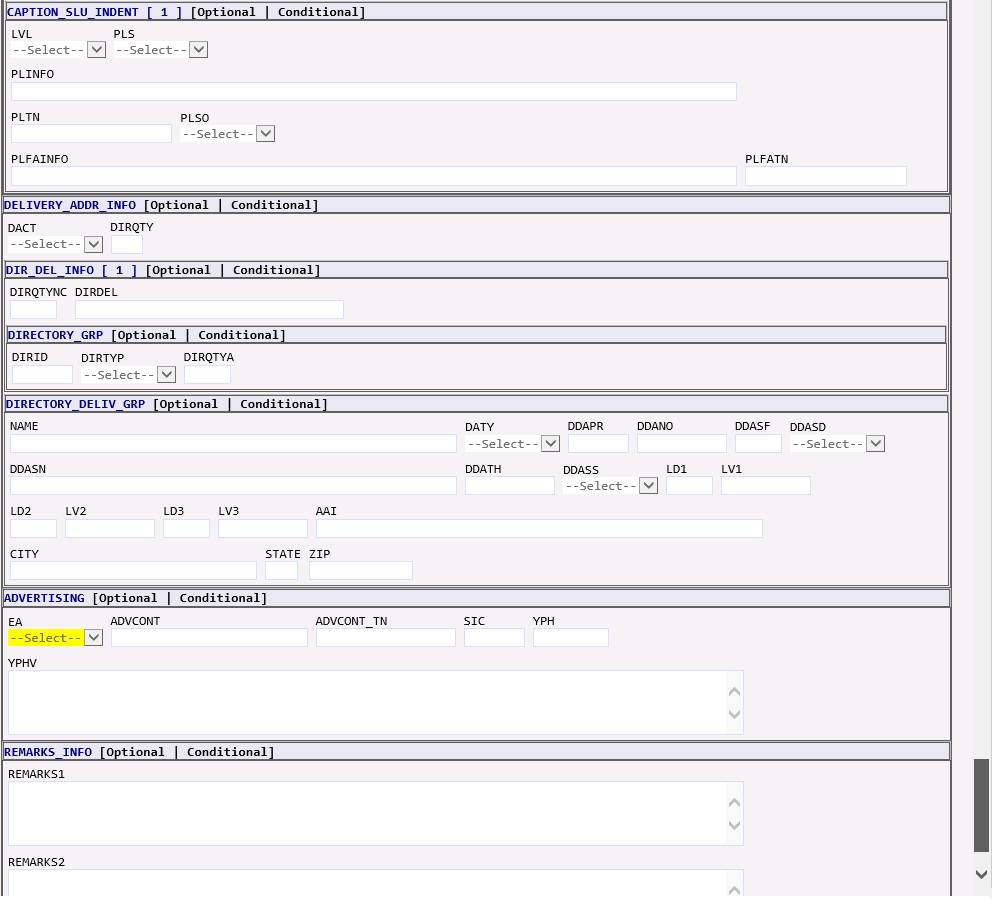 CAPTION_SLU_INDENT [ 1 ] [Optional | Conditional]
LVL PLS
--Select-- --Select--
PLINFO
PLTN PLSO
--Select--
PLFAINFO PLFATN
DELIVERY_ADDR_INFO [Optional | Conditional]
DACT DIRQTY
--Select--
DIR_DEL_INFO [ 1 ] [Optional | Conditional]
DIRQTYNC DIRDEL
DIRECTORY_GRP [Optional | Conditional]
DIRID DIRTYP DIRQTYA
--Select--
DIRECTORY_DELIV_GRP [Optional | Conditional]
NAME DATY DDAPR DDANO DDASF DDASD
--Select-- --Select--
DDASN DDATH DDASS LD1 LV1
--Select--
LD2 LV2 LD3 LV3 AAI
CITY STATE ZIP
ADVERTISING [Optional | Conditional]
EA ADVCONT ADVCONT_TN SIC YPH
--Select--
YPHV
REMARKS_INFO [Optional | Conditional]
REMARKS1
REMARKS2